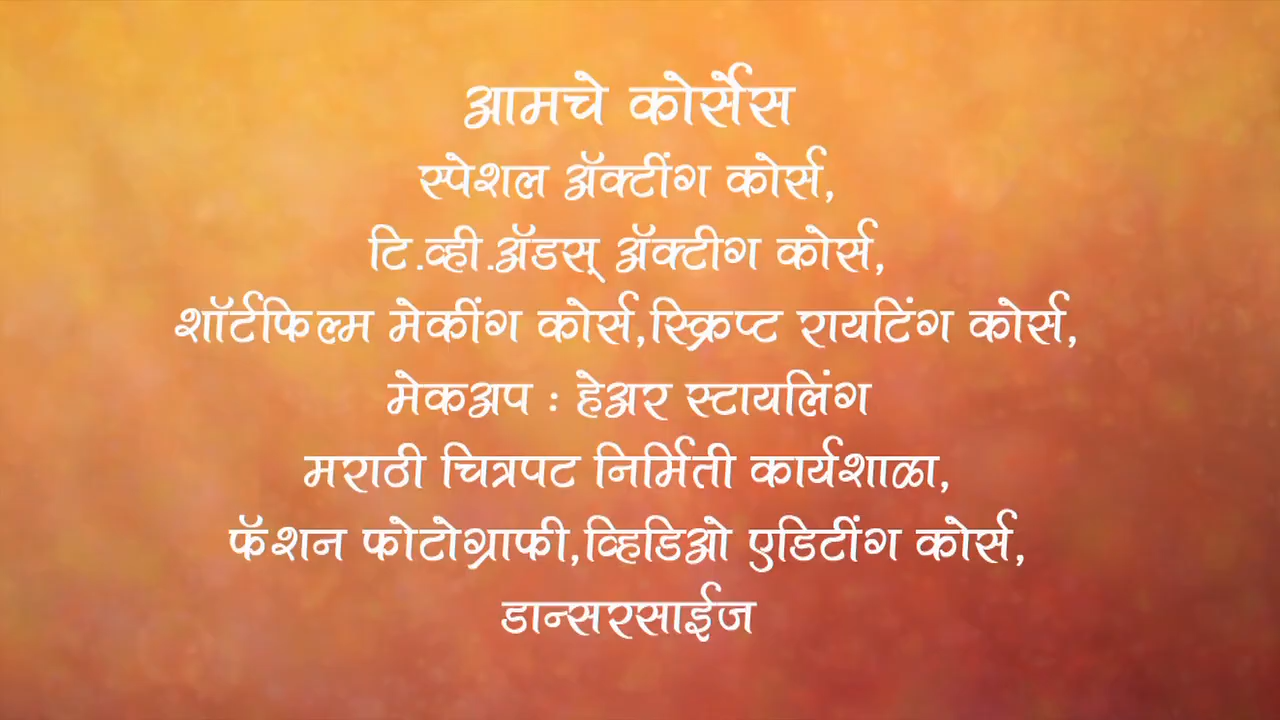 आमचे कोर्सेस
स्पेशल ॲक्टींग कोर्स,
टि.व्ही.ॲडस् ॲक्टीग कोर्स,
शॉर्टफिल्म मेकींग कोर्स,स्क्रिप्ट रायटिंग कोर्स,
मेकअप : हेअर स्टायलिंग
मराठी चित्रपट निर्मिती कार्यशाळा,
फॅशन फोटोग्राफी,व्हिडिओ एडिटींग कोर्स,
डान्सरसाईज